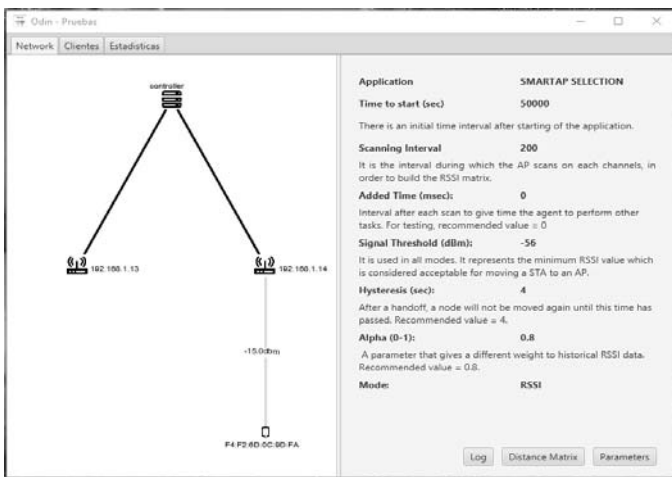 Odin - Pruebas
Network Clientes Estadisticas
controller
192.168.1.13
192.168.1.14
-15.0dbm
F4:F2:6D:0C:9D:FA
Application SMARTAP SELECTION
Time to start (sec) 50000
There is an initial time interval after starting of the application.
Scanning Interval 200
It is the interval during which the AP scans on each channels, in
order to build the RSSI matrix.
Added Time (msec): 0
Interval after each scan to give time the agent to perform other
tasks. For testing, recommended value = 0
Signal Threshold (dBm): -56
It is used in all modes. It represents the minimum RSSI value which
is considered acceptable for moving a STA to an AP.
Hysteresis (sec): 4
After a handoff, a node will not be moved again until this time has
passed. Recommended value = 4.
Alpha (0-1): 0.8
A parameter that gives a different weight to historical RSSI data.
Recommended value = 0.8.
Mode: RSSI
Log Distance Matrix Parameters